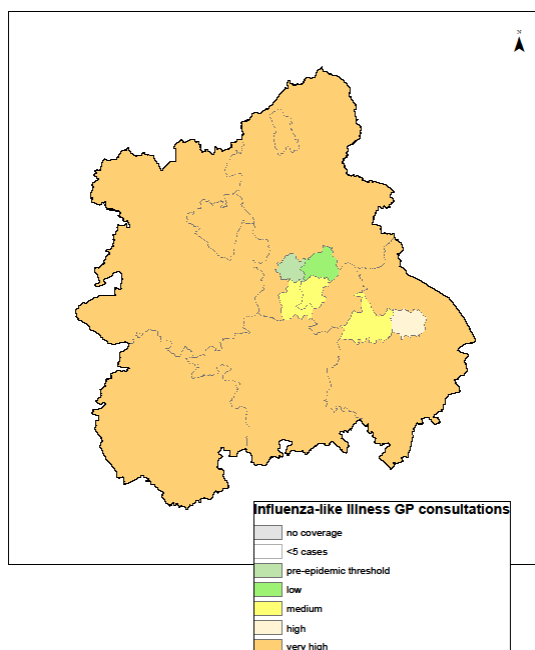 N
Influenza-like Illness GP consultations
no coverage
<5 cases
pre-epidemic threshold
low
medium
high
very high